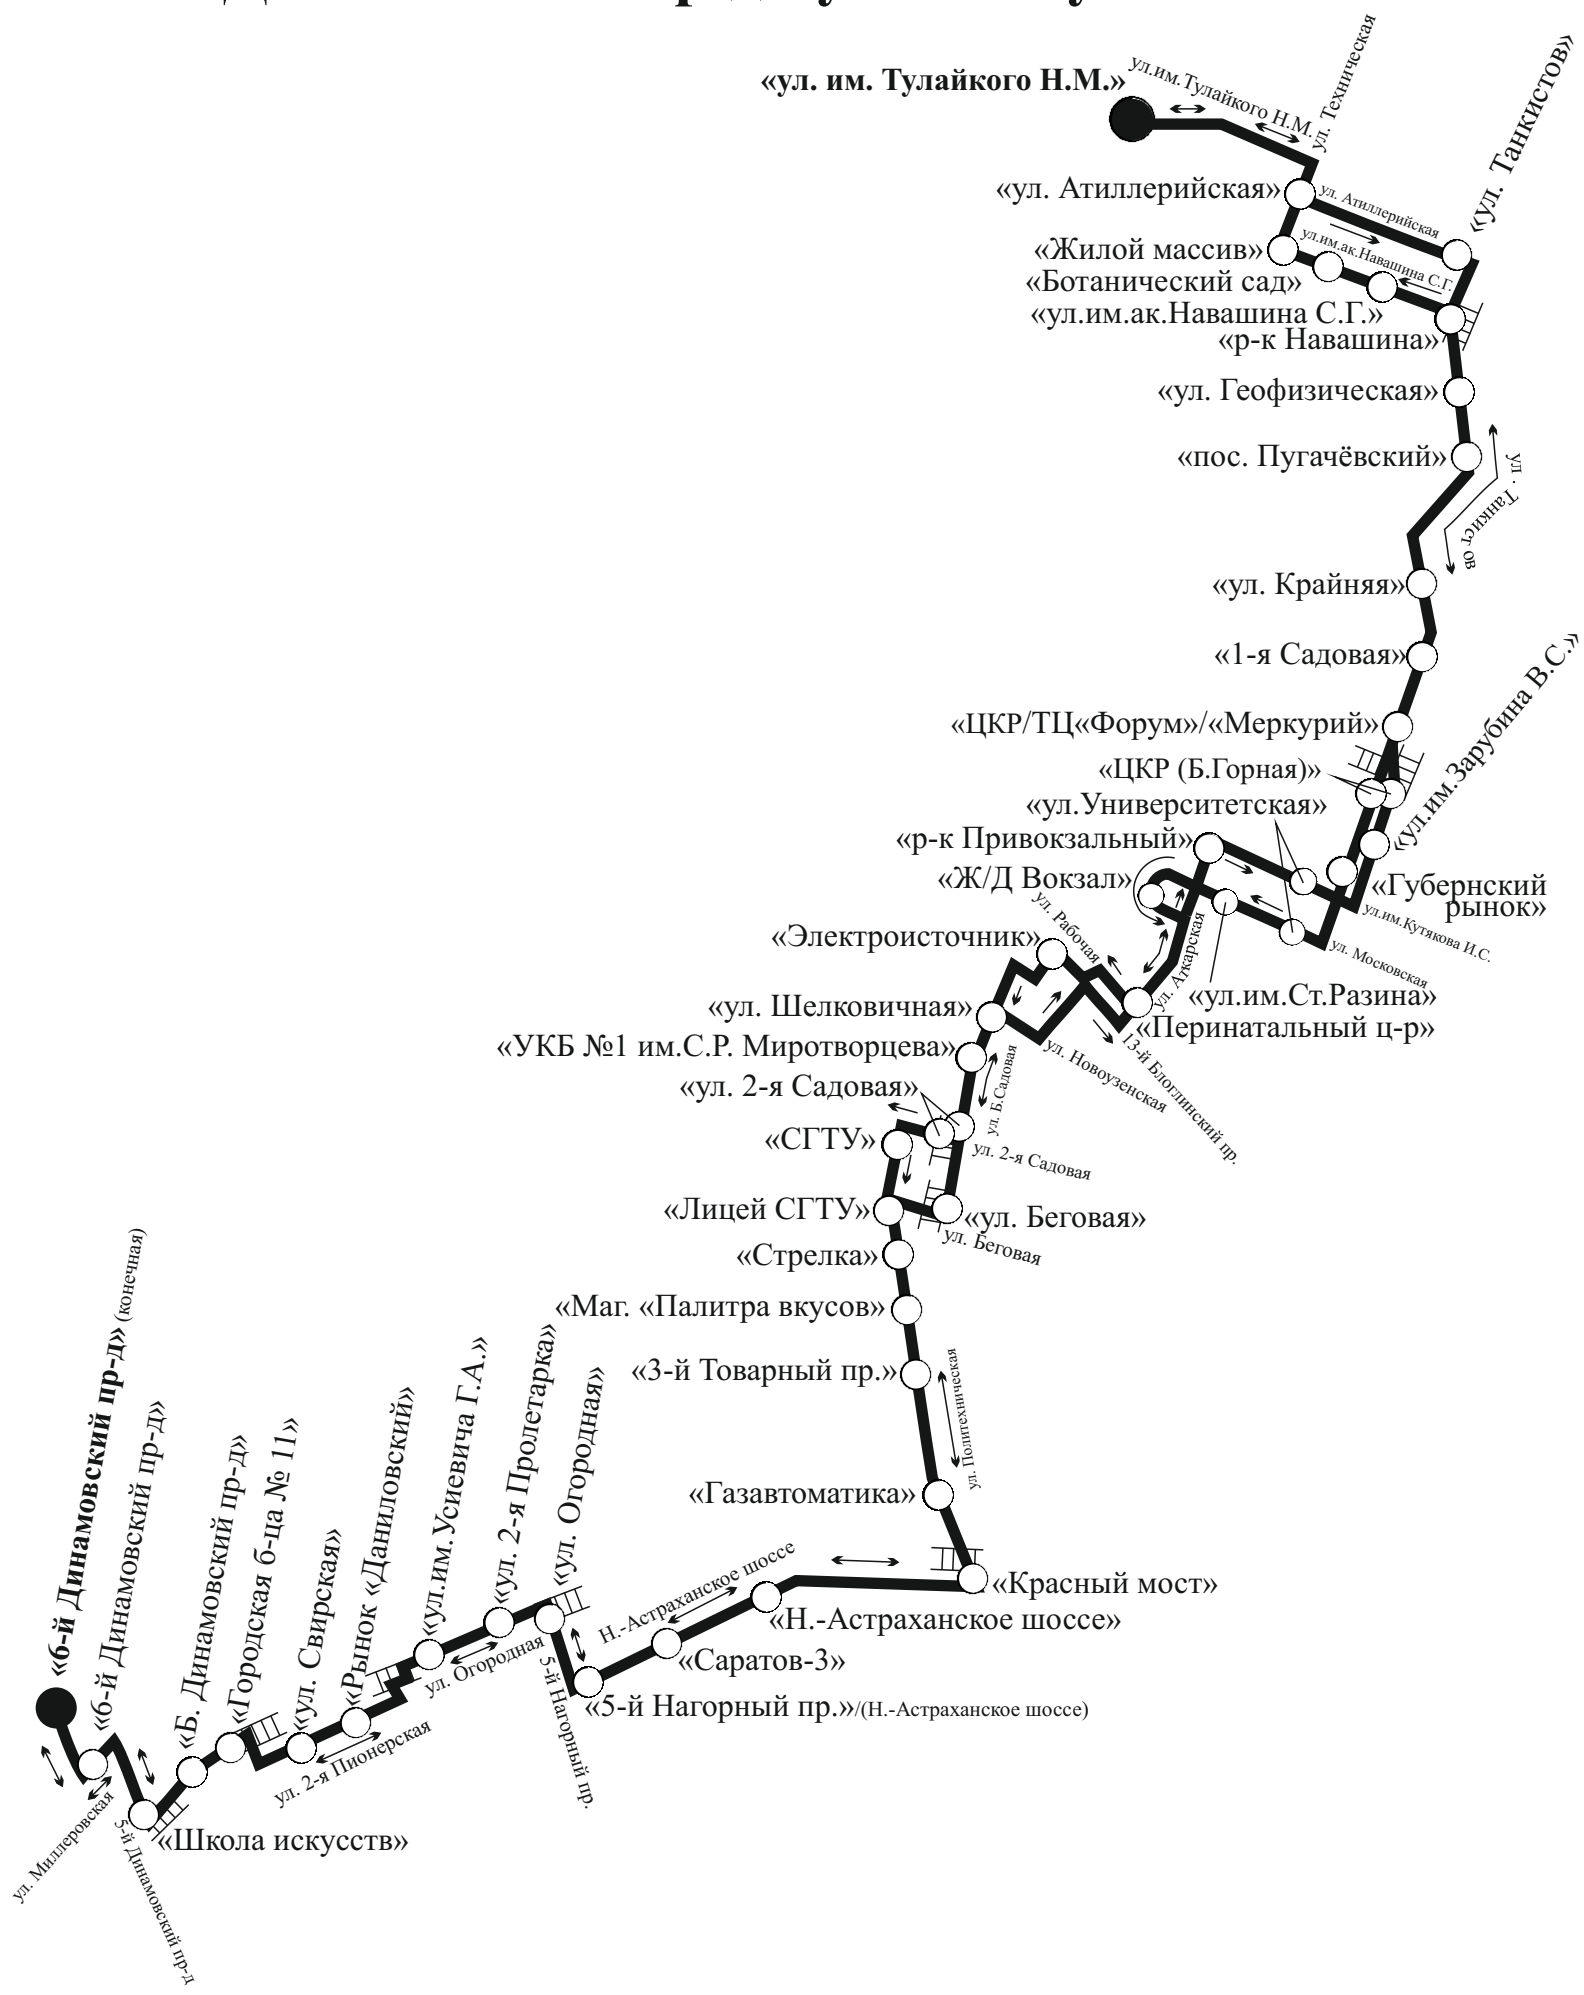 «ул. им. Тулайкого Н.М.»
ул.им.Тулайкого Н.М.
ул. Техническая
«ул. Танкистов»
«ул. Атиллерийская»
ул. Атиллерийская
ул.им.ак.Навашина С.Г.
«Жилой массив»
«Ботанический сад»
«ул.им.ак.Навашина С.Г.»
«р-к Навашина»
«ул. Геофизическая»
«пос. Пугачёвский»
ул . Танкист ов
«ул. Крайняя»
«1-я Садовая»
«ЦКР/ТЦ«Форум»/«Меркурий»
«ул.им.Зарубина В.С.»
«ЦКР (Б.Горная)»
«ул.Университетская»
«р-к Привокзальный»
«Ж/Д Вокзал»
«Губернский
рынок»
ул.им.Кутякова И.С.
ул. Московская
ул. Рабочая
ул. Аткарская
«Электроисточник»
«ул.им.Ст.Разина»
«ул. Шелковичная»
«Перинатальный ц-р»
13-й Блоглинский пр.
ул. Новоузенская
«УКБ №1 им.С.Р. Миротворцева»
ул. Б.Садовая
«ул. 2-я Садовая»
ул. 2-я Садовая
«СГТУ»
«Лицей СГТУ»
«ул. Беговая»
ул. Беговая
«Стрелка»
«Маг. «Палитра вкусов»
«3-й Товарный пр.»
ул. Политехническая
«Газавтоматика»
«Красный мост»
Н.-Астраханское шоссе
«Н.-Астраханское шоссе»
«Саратов-3»
«5-й Нагорный пр.»/(Н.-Астраханское шоссе)
5-й Нагорный пр.
«ул. Огородная»
ул. Огородная
«ул. 2-я Пролетарка»
«ул.им.Усиевича Г.А.»
«Рынок «Даниловский»
ул. 2-я Пионерская
«ул. Свирская»
«Городская б-ца № 11»
«Б. Динамовский пр-д»
«Школа искусств»
5-й Динамовский пр-д
«6-й Динамовский пр-д»
ул. Миллеровская
«6-й Динамовский пр-д» (конечная)